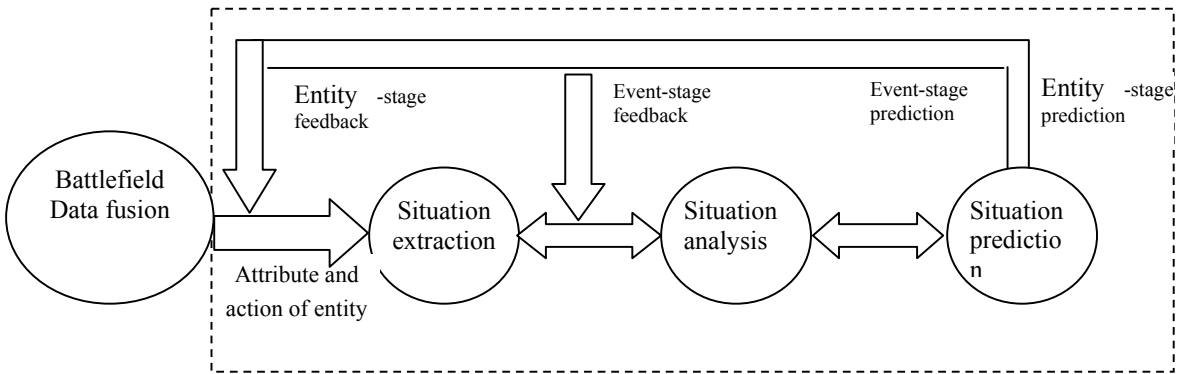 Entity -stage
feedback
Event-stage
feedback
Event-stage
prediction
Entity -stage
prediction
Battlefield
Data fusion
Situation
extraction
Situation
analysis
Situation
predictio
n
Attribute and
action of entity